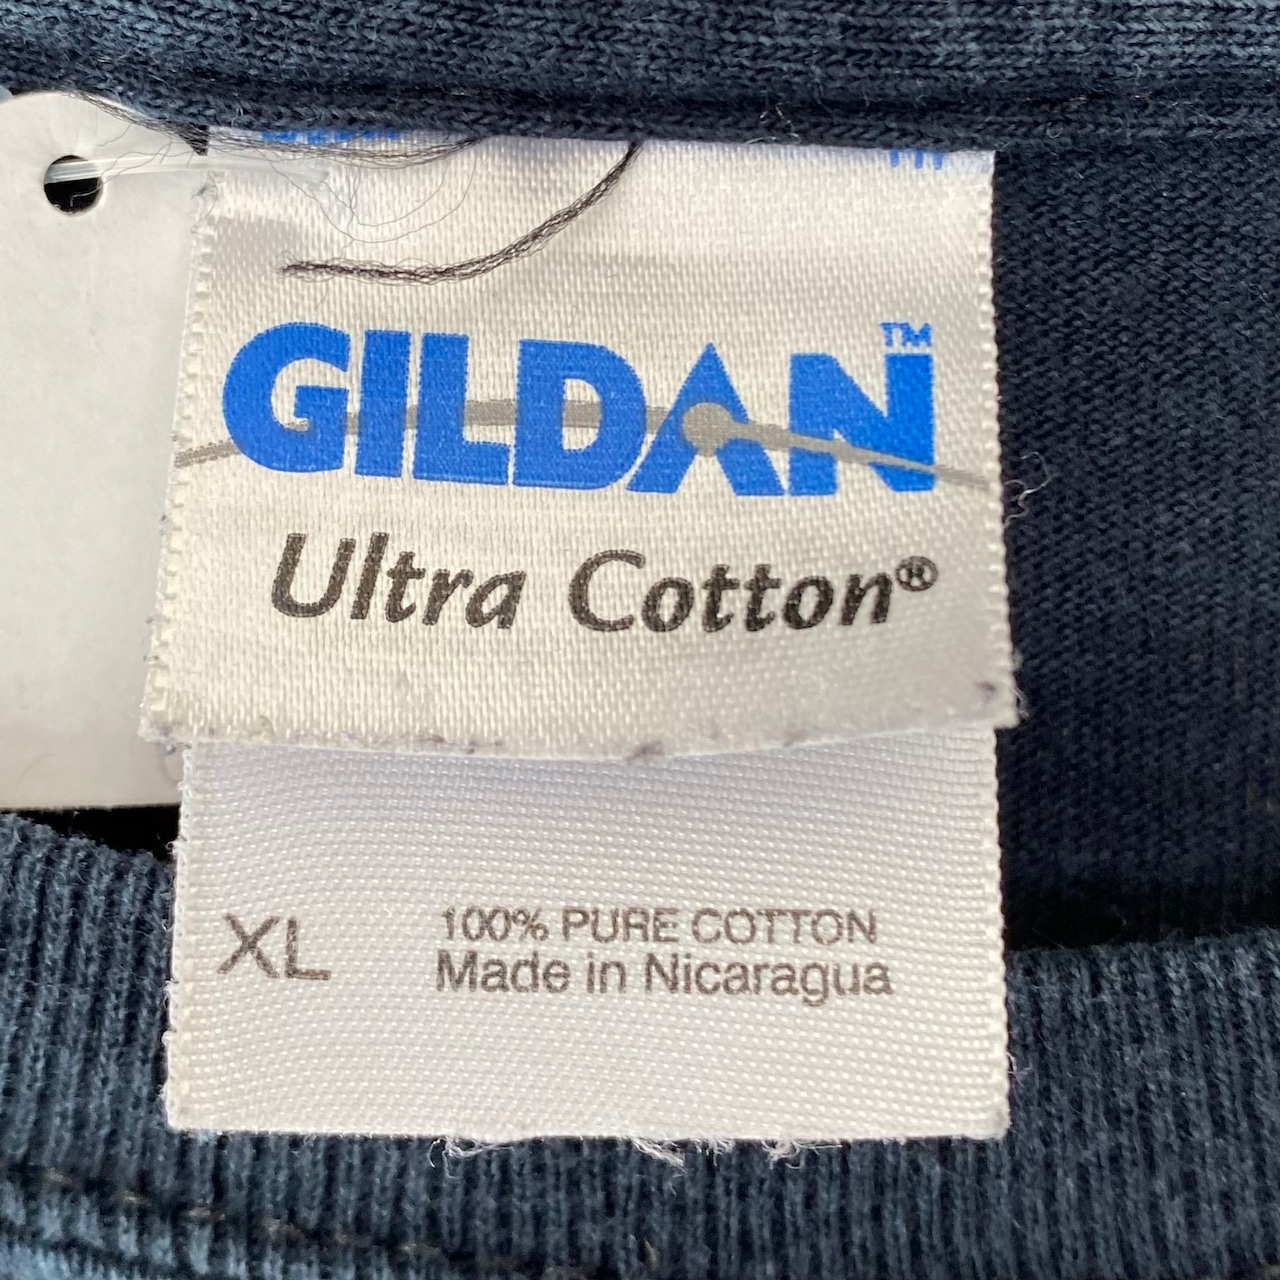 GILDAN™
Ultra Cotton®
XL 100% PURE COTTON
Made in Nicaragua